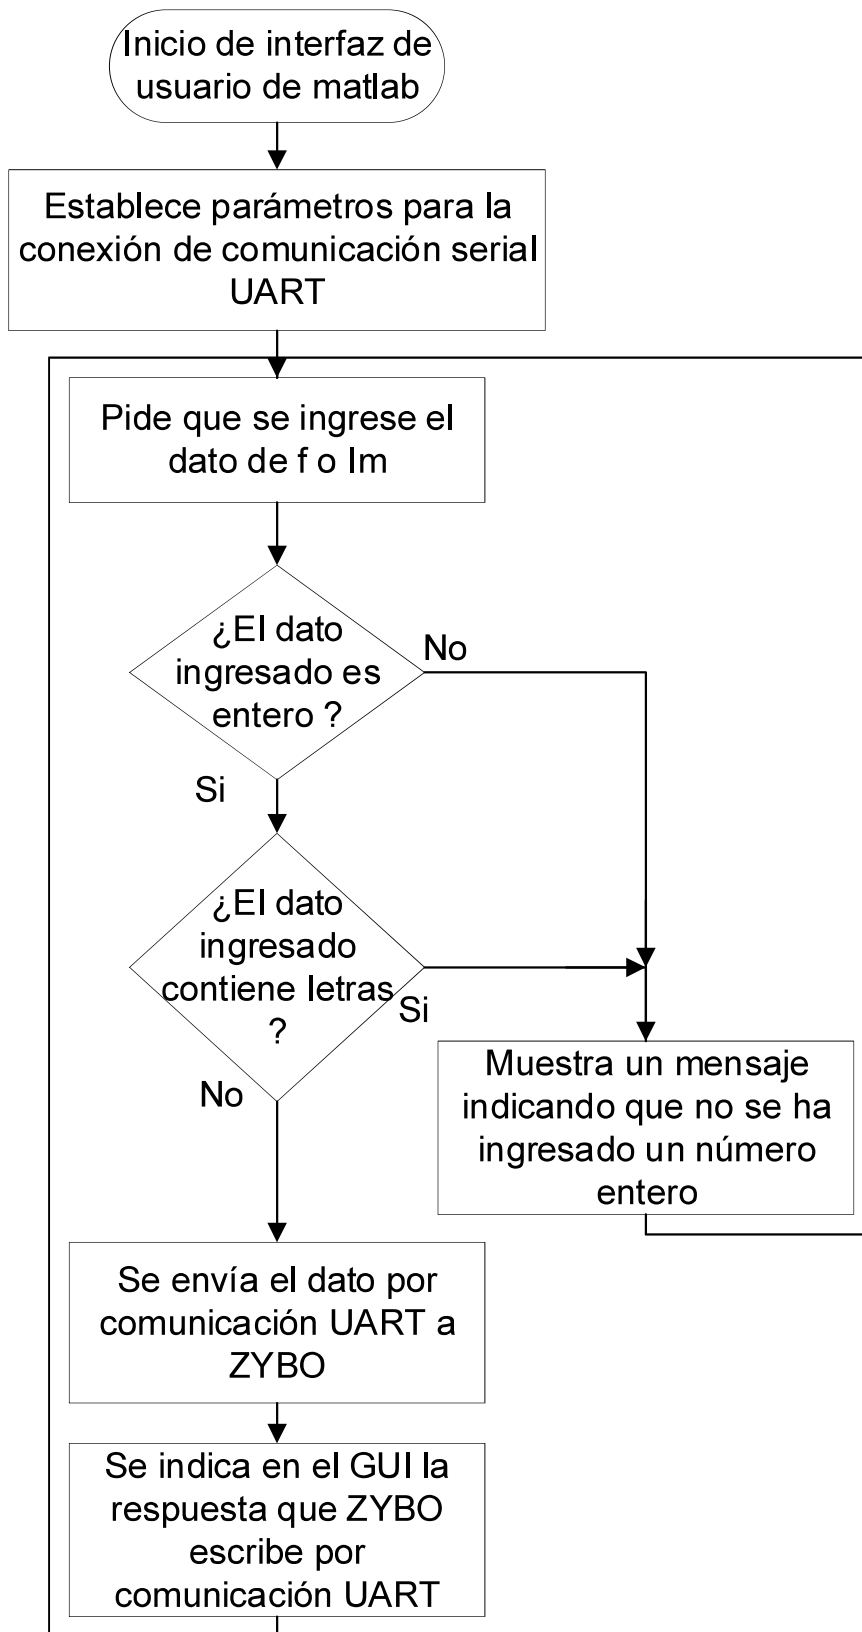 Inicio de interfaz de
usuario de matlab
Establece parámetros para la
conexión de comunicación serial
UART
Pide que se ingrese el
dato de f o Im
¿El dato
ingresado es
entero ?
No
Si
¿El dato
ingresado
contiene letras
?
Si
No
Muestra un mensaje
indicando que no se ha
ingresado un número
entero
Se envía el dato por
comunicación UART a
ZYBO
Se indica en el GUI la
respuesta que ZYBO
escribe por
comunicación UART